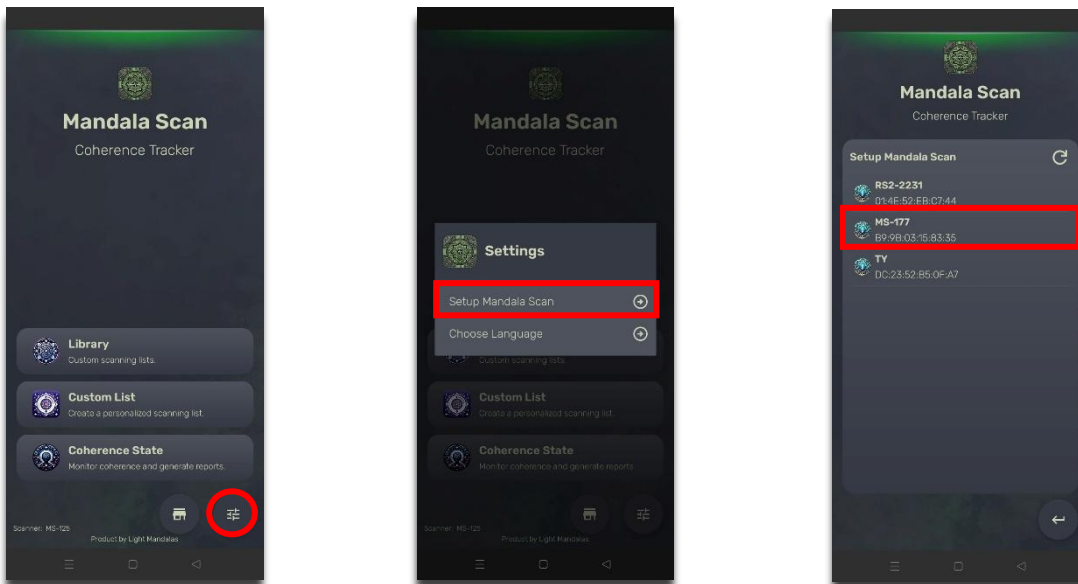 Mandala Scan
Coherence Tracker
Library
Custom scanning lists.
Custom List
Create a personalized scanning list.
Coherence State
Monitor coherence and generate reports.
Scanner: MS-125
Product by Light Mandalas
Mandala Scan
Coherence Tracker
Settings
Setup Mandala Scan
Choose Language
Custom scanning lists.
Custom List
Create a personalized scanning list.
Coherence State
Monitor coherence and generate reports.
Scanner: MS-125
Product by Light Mandalas
Mandala Scan
Coherence Tracker
Setup Mandala Scan
RS2-2231
01:4E:52:EB:C7:44
MS-177
B9:9B:03:15:83:35
TY
DC:23:52:B5:0F:A7